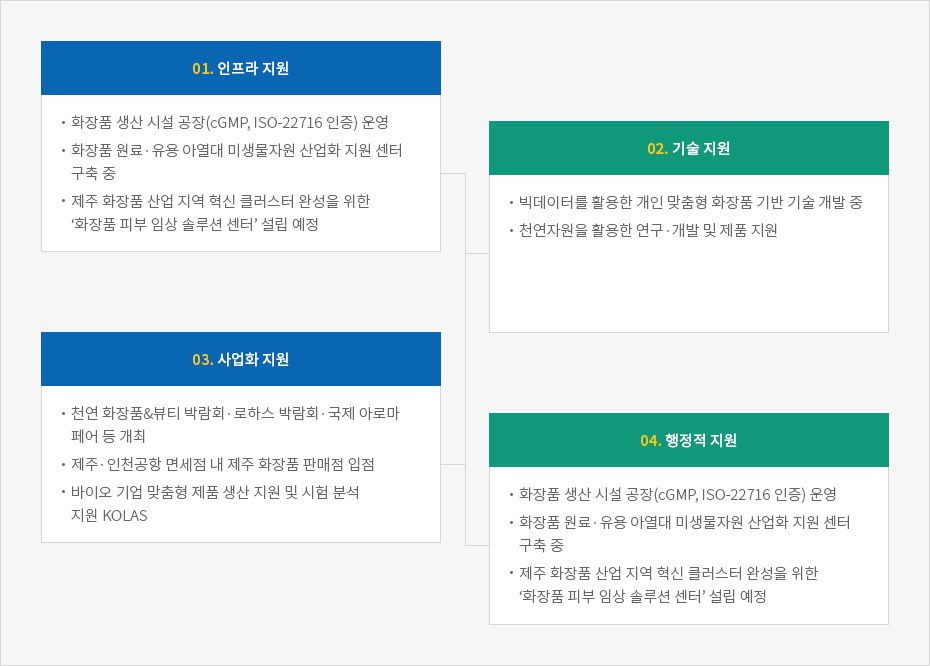 01. 인프라 지원
• 화장품 생산 시설 공장(cGMP, ISO-22716 인증) 운영
• 화장품 원료·유용 아열대 미생물자원 산업화 지원 센터
구축 중
• 제주 화장품 산업 지역 혁신 클러스터 완성을 위한
‘화장품 피부 임상 솔루션 센터’ 설립 예정
02. 기술 지원
• 빅데이터를 활용한 개인 맞춤형 화장품 기반 기술 개발 중
• 천연자원을 활용한 연구·개발 및 제품 지원
03. 사업화 지원
• 천연 화장품&뷰티 박람회·로하스 박람회·국제 아로마
페어 등 개최
• 제주·인천공항 면세점 내 제주 화장품 판매점 입점
• 바이오 기업 맞춤형 제품 생산 지원 및 시험 분석
지원 KOLAS
04. 행정적 지원
• 화장품 생산 시설 공장(cGMP, ISO-22716 인증) 운영
• 화장품 원료·유용 아열대 미생물자원 산업화 지원 센터
구축 중
• 제주 화장품 산업 지역 혁신 클러스터 완성을 위한
‘화장품 피부 임상 솔루션 센터’ 설립 예정